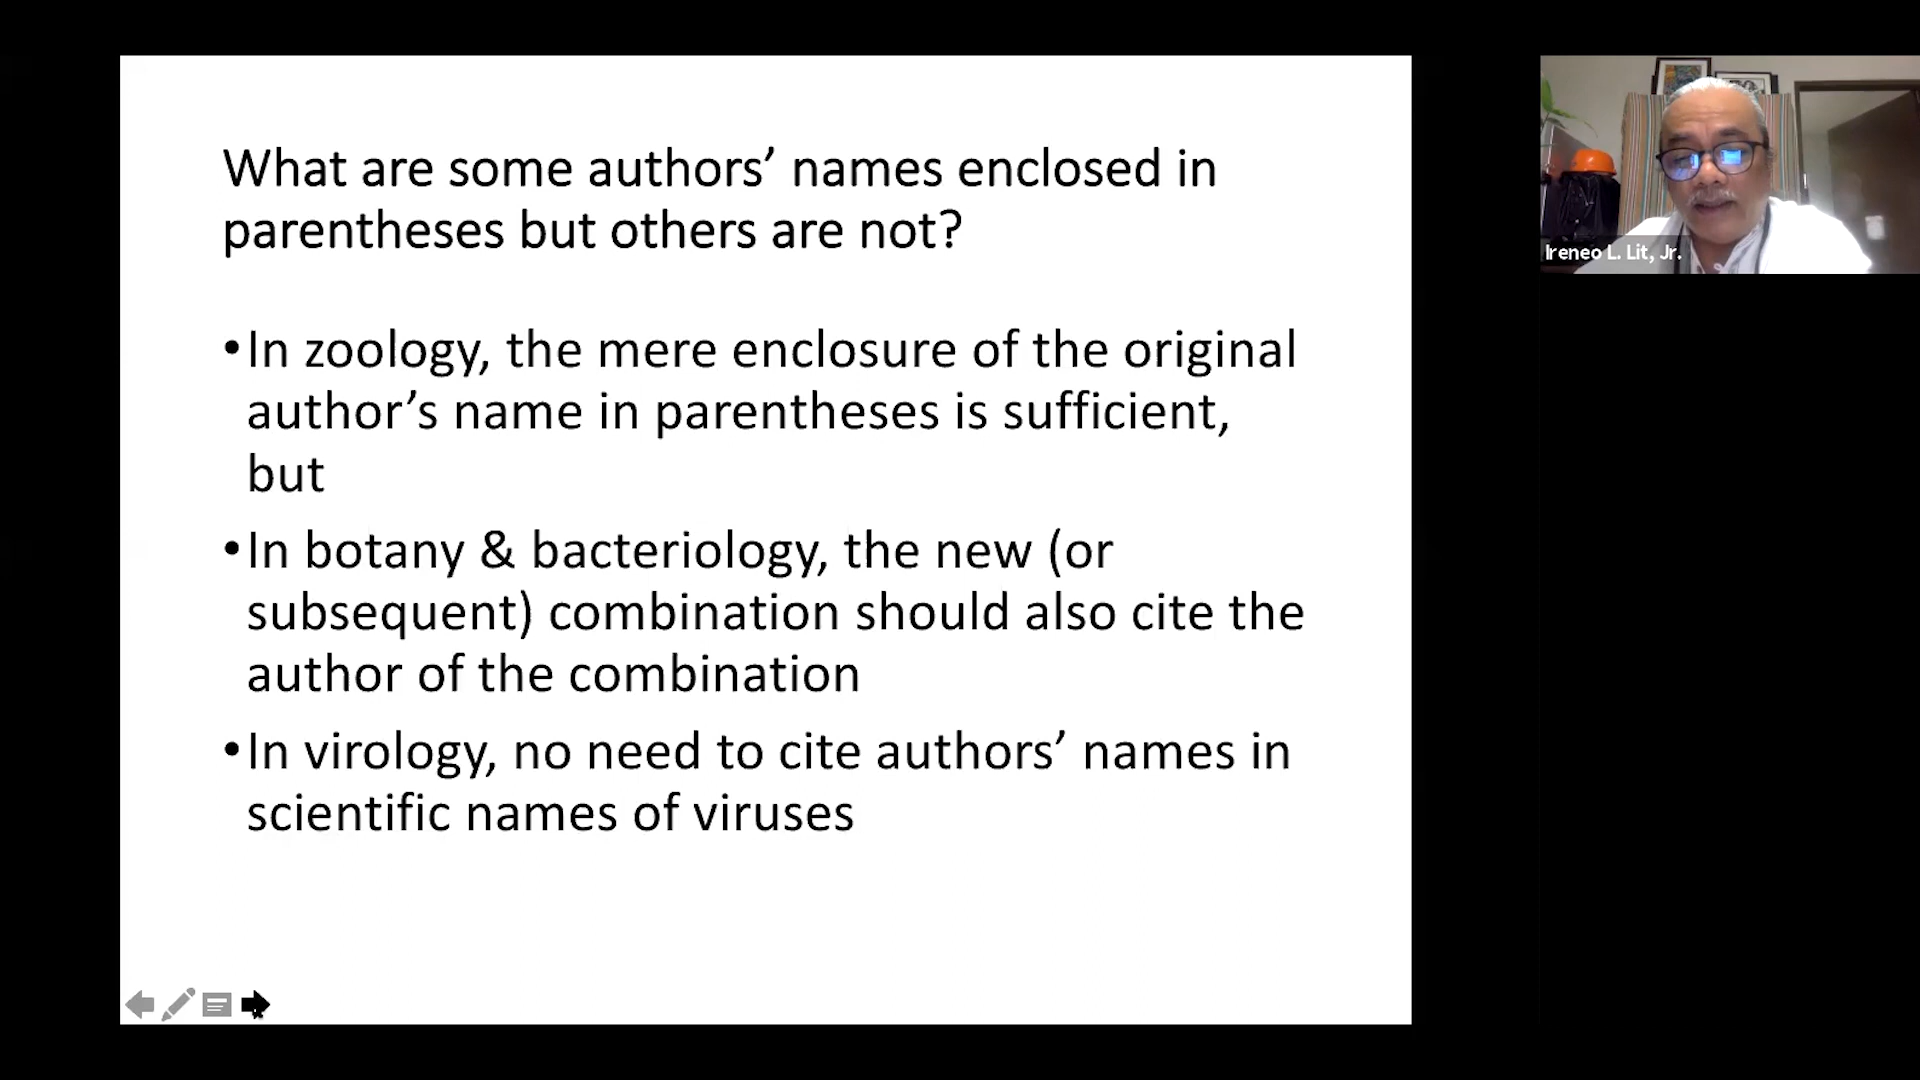 What are some authors’ names enclosed in
parentheses but others are not?
•In zoology, the mere enclosure of the original
author’s name in parentheses is sufficient,
but
•In botany & bacteriology, the new (or
subsequent) combination should also cite the
author of the combination
•In virology, no need to cite authors’ names in
scientific names of viruses
Ireneo L. Lit, Jr.